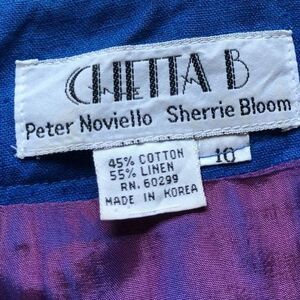 CHETTA B
Peter Noviello Sherrie Bloom
45% COTTON
55% LINEN
RN. 60299
MADE IN KOREA
10